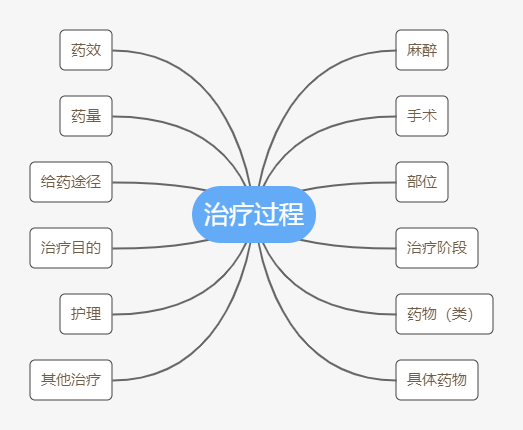 药效
药量
给药途径
治疗目的
护理
其他治疗
治疗过程
麻醉
手术
部位
治疗阶段
药物（类）
具体药物